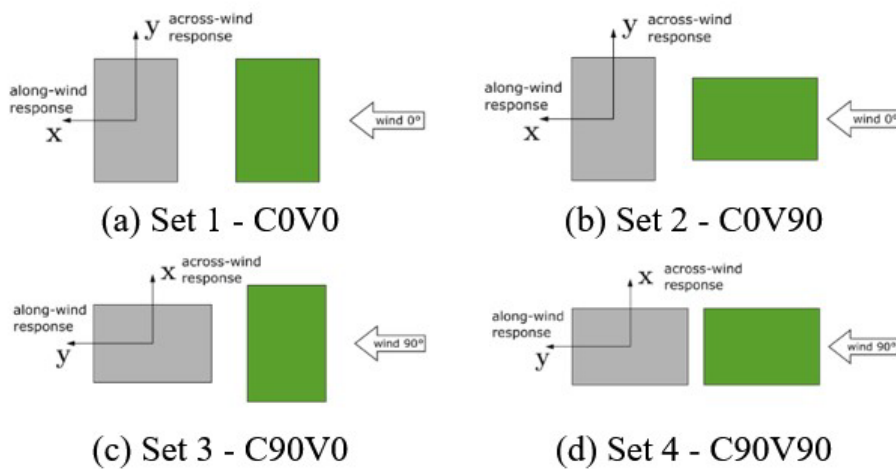 y across-wind
response
along-wind
response
x
wind 0°
(a) Set 1 - C0V0
y across-wind
response
along-wind
response
x
wind 0°
(b) Set 2 - C0V90
x across-wind
response
along-wind
response
y
wind 90°
(c) Set 3 - C90V0
x across-wind
response
along-wind
response
y
wind 90°
(d) Set 4 - C90V90